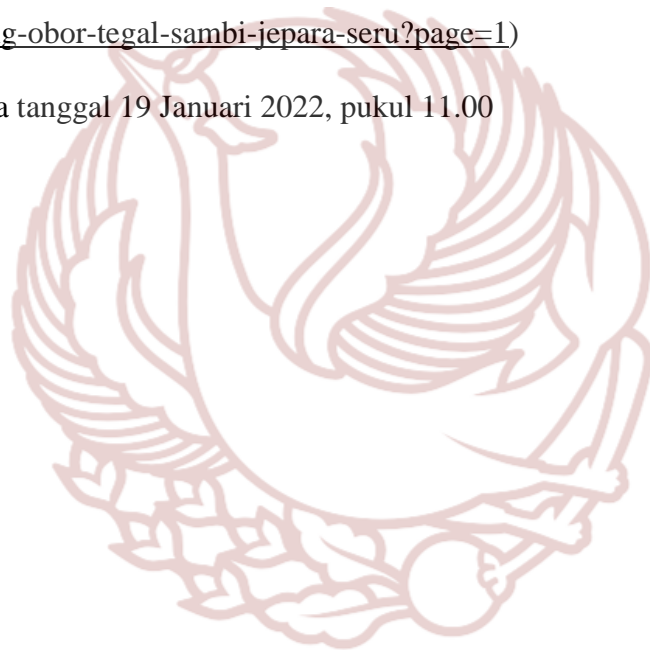 g-obor-tegal-sambi-jepara-seru?page=1)
a tanggal 19 Januari 2022, pukul 11.00